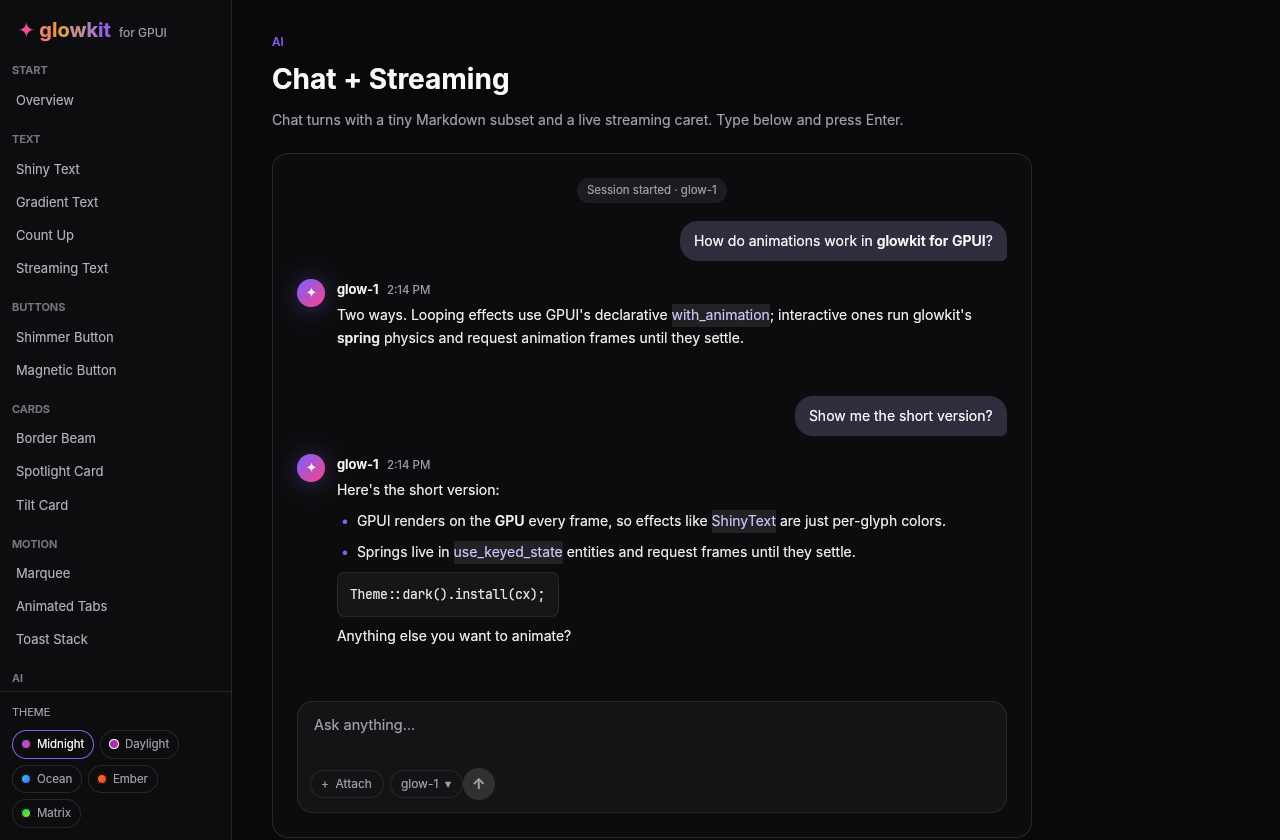 ✦ glowkit for GPUI
START
Overview
TEXT
Shiny Text
Gradient Text
Count Up
Streaming Text
BUTTONS
Shimmer Button
Magnetic Button
CARDS
Border Beam
Spotlight Card
Tilt Card
MOTION
Marquee
Animated Tabs
Toast Stack
AI
THEME
Midnight
Daylight
Ocean
Ember
Matrix
AI
Chat + Streaming
Chat turns with a tiny Markdown subset and a live streaming caret. Type below and press Enter.
Session started · glow-1
How do animations work in glowkit for GPUI?
glow-1 2:14 PM
Two ways. Looping effects use GPUI's declarative with_animation; interactive ones run glowkit's
spring physics and request animation frames until they settle.
Show me the short version?
glow-1 2:14 PM
Here's the short version:
• GPUI renders on the GPU every frame, so effects like ShinyText are just per-glyph colors.
• Springs live in use_keyed_state entities and request frames until they settle.
Theme::dark().install(cx);
Anything else you want to animate?
Ask anything...
+ Attach
glow-1 ▾